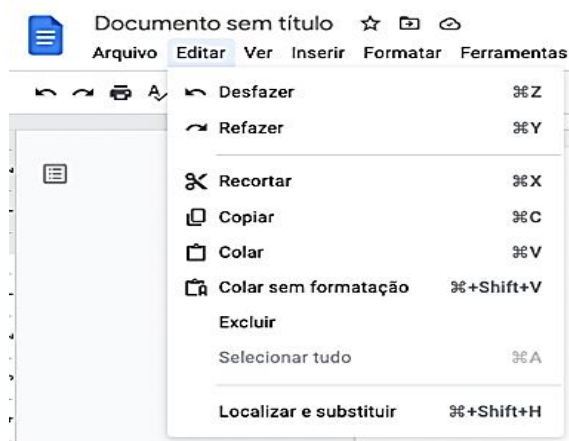 Documento sem título
Arquivo Editar Ver Inserir Formatar Ferramentas
Desfazer ⌘Z
Refazer ⌘Y
Recortar ⌘X
Copiar ⌘C
Colar ⌘V
Colar sem formatação ⌘+Shift+V
Excluir
Selecionar tudo ⌘A
Localizar e substituir ⌘+Shift+H